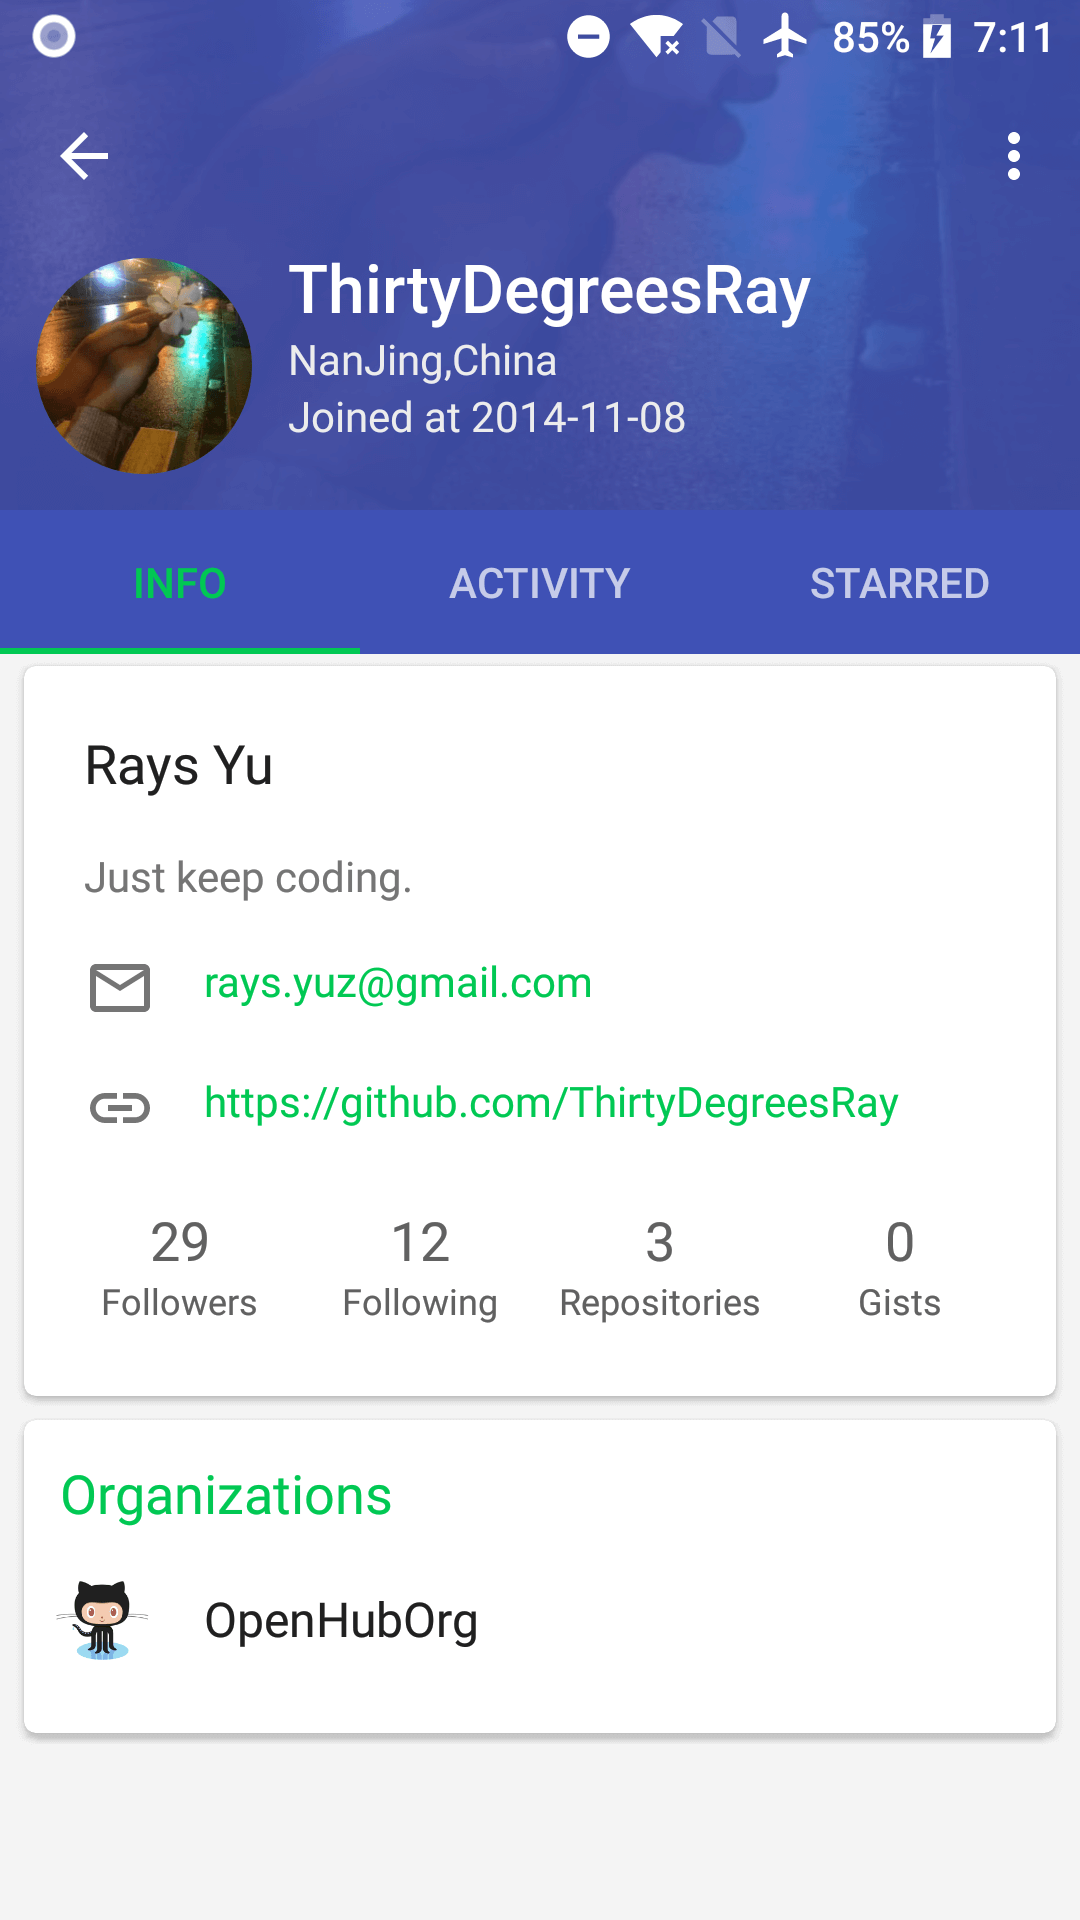 85% 7:11
ThirtyDegreesRay
NanJing,China
Joined at 2014-11-08
INFO ACTIVITY STARRED
Rays Yu
Just keep coding.
rays.yuz@gmail.com
https://github.com/ThirtyDegreesRay
29 12 3 0
Followers Following Repositories Gists
Organizations
OpenHubOrg